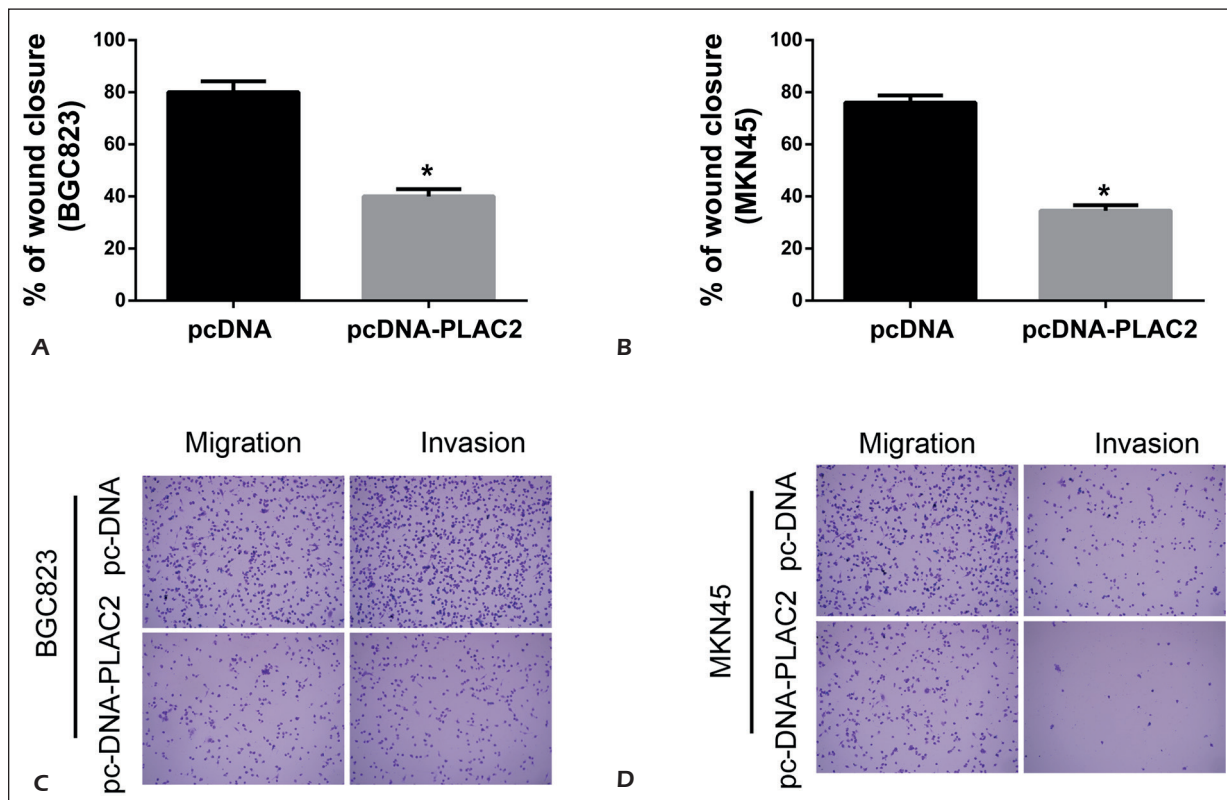 % of wound closure
(BGC823)
100
80
60
40
20
0
*
pcDNA
pcDNA-PLAC2
A
% of wound closure
(MKN45)
100
80
60
40
20
0
*
pcDNA
pcDNA-PLAC2
B
Migration
Invasion
BGC823
pc-DNA
pc-DNA-PLAC2
C
Migration
Invasion
MKN45
pc-DNA
pc-DNA-PLAC2
D